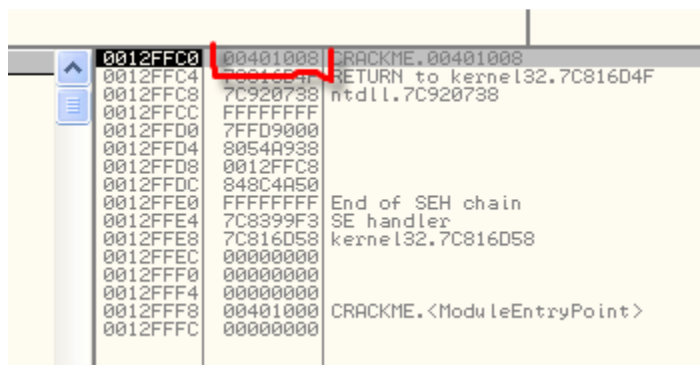 0012FFC0 00401008 CRACKME.00401008
0012FFC4 7C816D4F RETURN to kernel32.7C816D4F
0012FFC8 7C920738 ntdll.7C920738
0012FFCC FFFFFFFF
0012FFD0 7FFD9000
0012FFD4 8054A938
0012FFD8 0012FFC8
0012FFDC 848C4A50
0012FFE0 FFFFFFFF End of SEH chain
0012FFE4 7C8399F3 SE handler
0012FFE8 7C816D58 kernel32.7C816D58
0012FFEC 00000000
0012FFF0 00000000
0012FFF4 00000000
0012FFF8 00401000 CRACKME.<ModuleEntryPoint>
0012FFFC 00000000